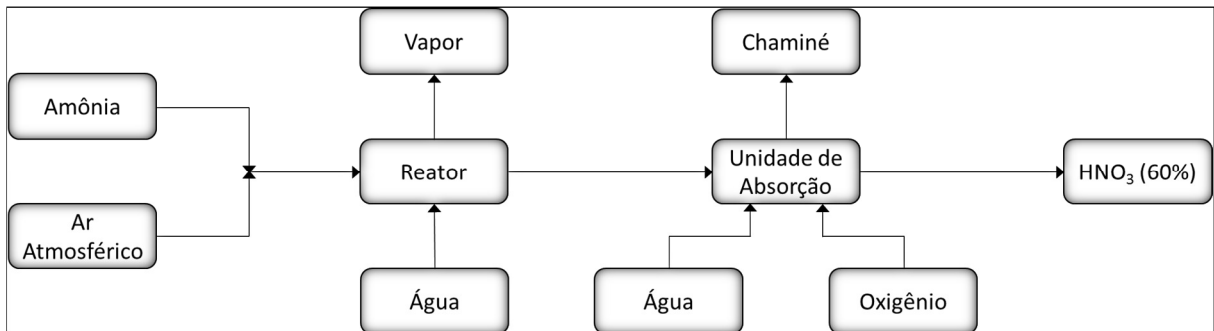 Vapor
Chaminé
Amônia
Reator
Unidade de
Absorção
HNO₃ (60%)
Ar
Atmosférico
Água
Água
Oxigênio